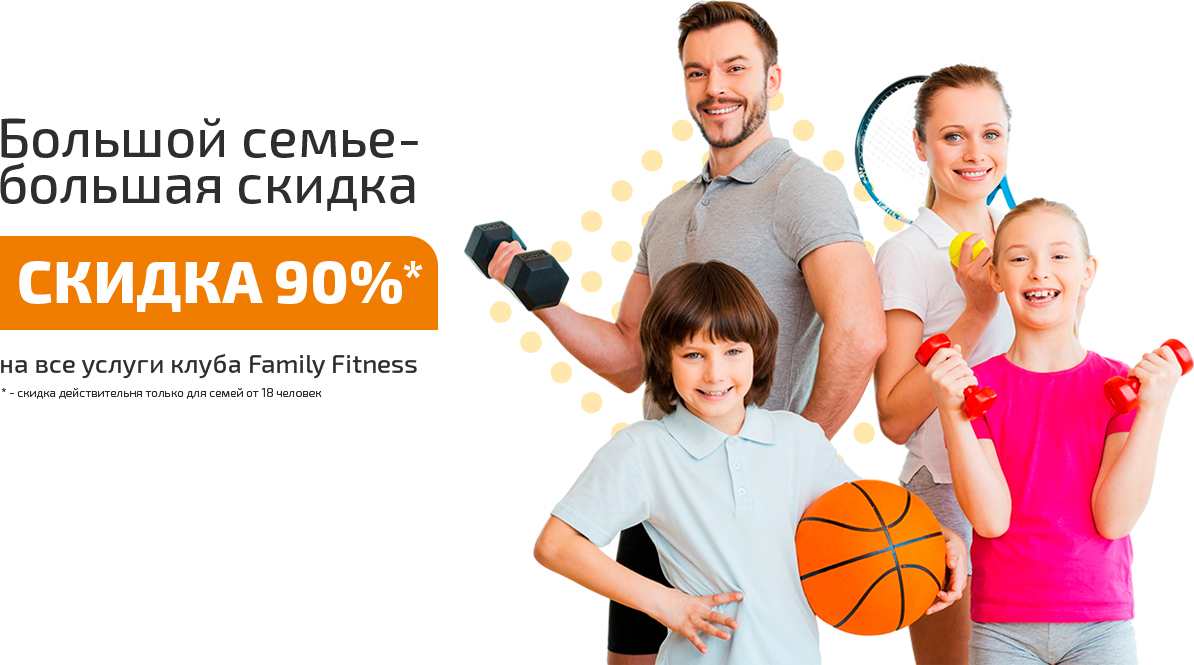 Большой семье-
большая скидка
СКИДКА 90%*
на все услуги клуба Family Fitness
* - скидка действительня только для семей от 18 человек